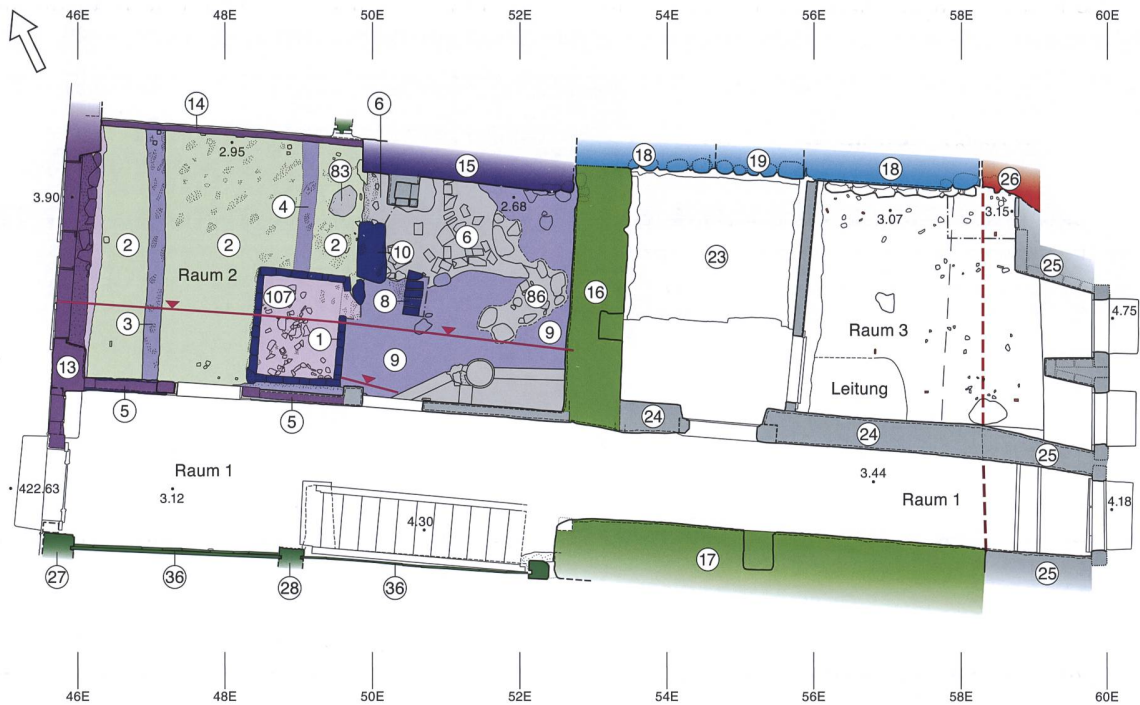 46E 48E 50E 52E 54E 56E 58E 60E
14 6
15 18 19 18 26
2.95 83 2.68 3.07 3.15
3.90 4 6
2 2 2 10 23 25
Raum 2
107 8 86 16 4.75
3 1 9 9 Raum 3
13 Leitung
5 5 24 24
25
Raum 1 3.44
422.63 3.12 4.30 Raum 1 4.18
17
27 36 28 36 25
46E 48E 50E 52E 54E 56E 58E 60E